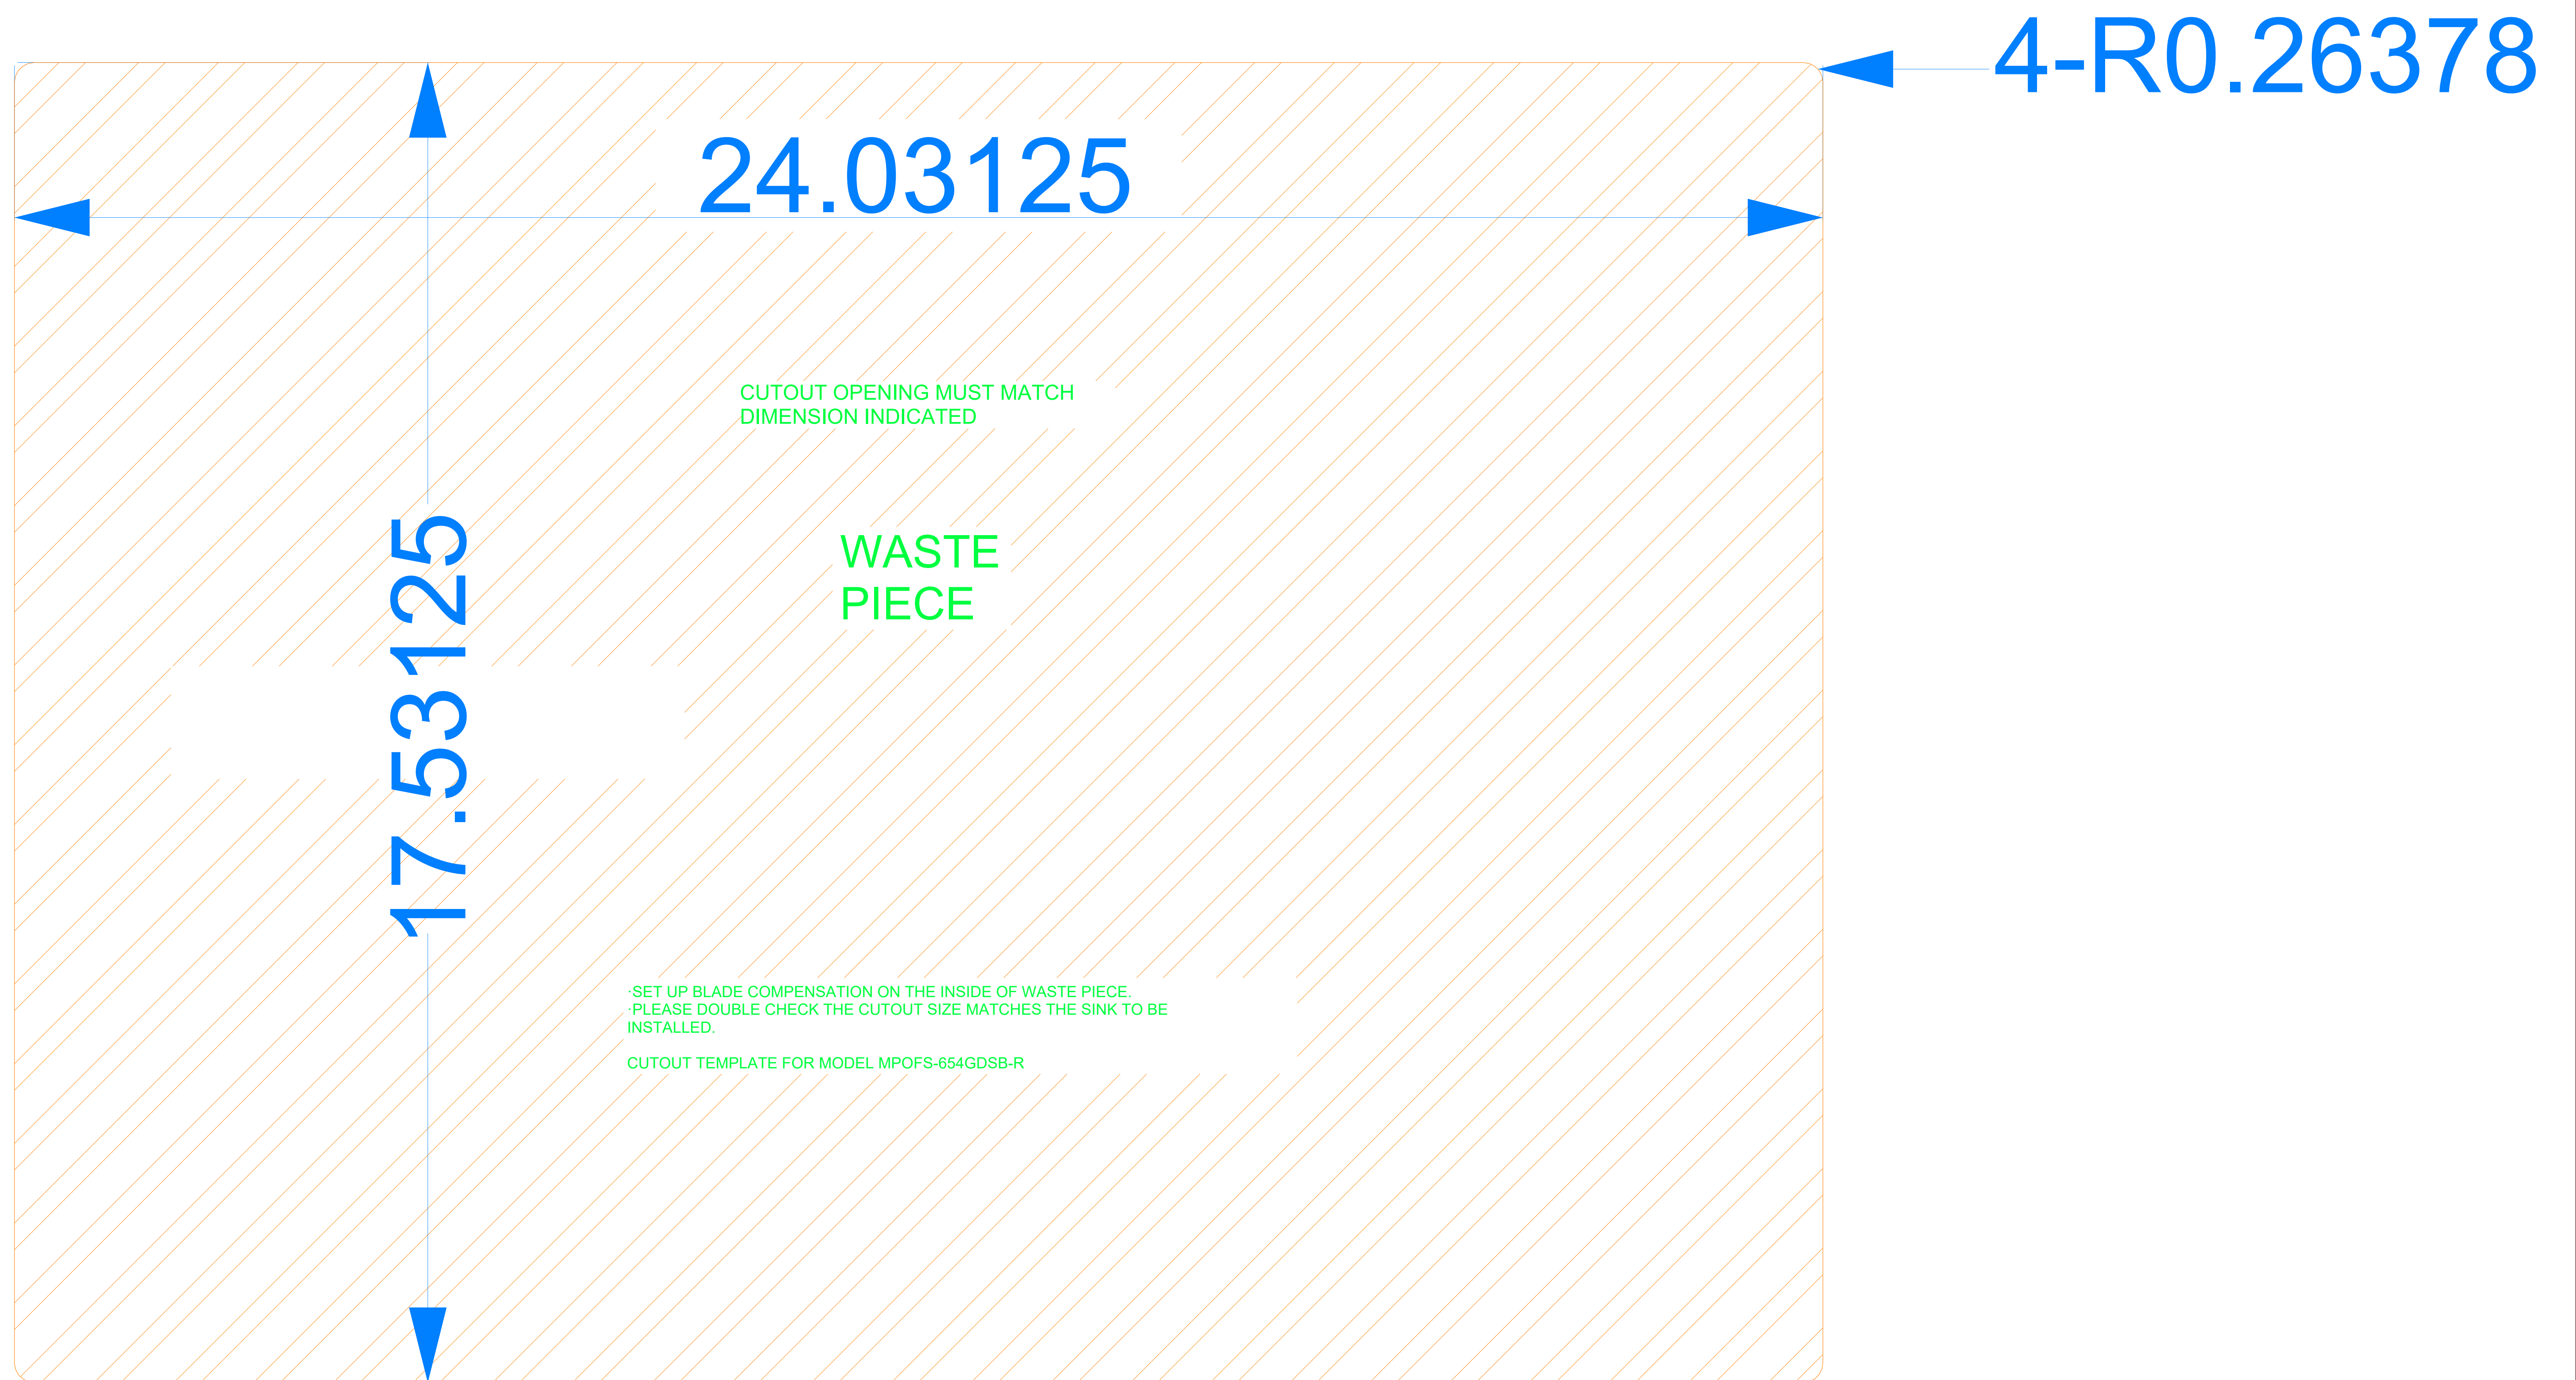 4-R0.26378
24.03125
CUTOUT OPENING MUST MATCH
DIMENSION INDICATED
17.53125
WASTE
PIECE
·SET UP BLADE COMPENSATION ON THE INSIDE OF WASTE PIECE.
·PLEASE DOUBLE CHECK THE CUTOUT SIZE MATCHES THE SINK TO BE
INSTALLED.
CUTOUT TEMPLATE FOR MODEL MPOFS-654GDSB-R